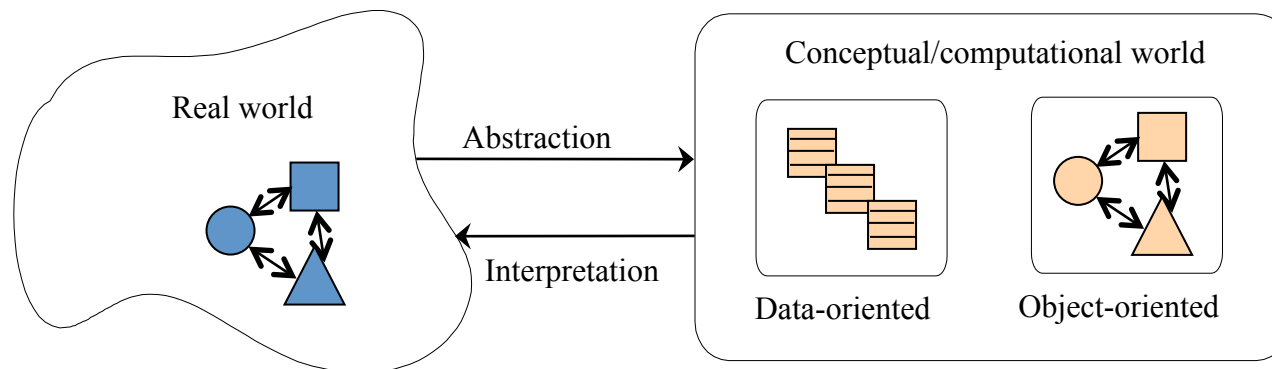 Conceptual/computational world
Real world
Abstraction
Interpretation
Data-oriented
Object-oriented